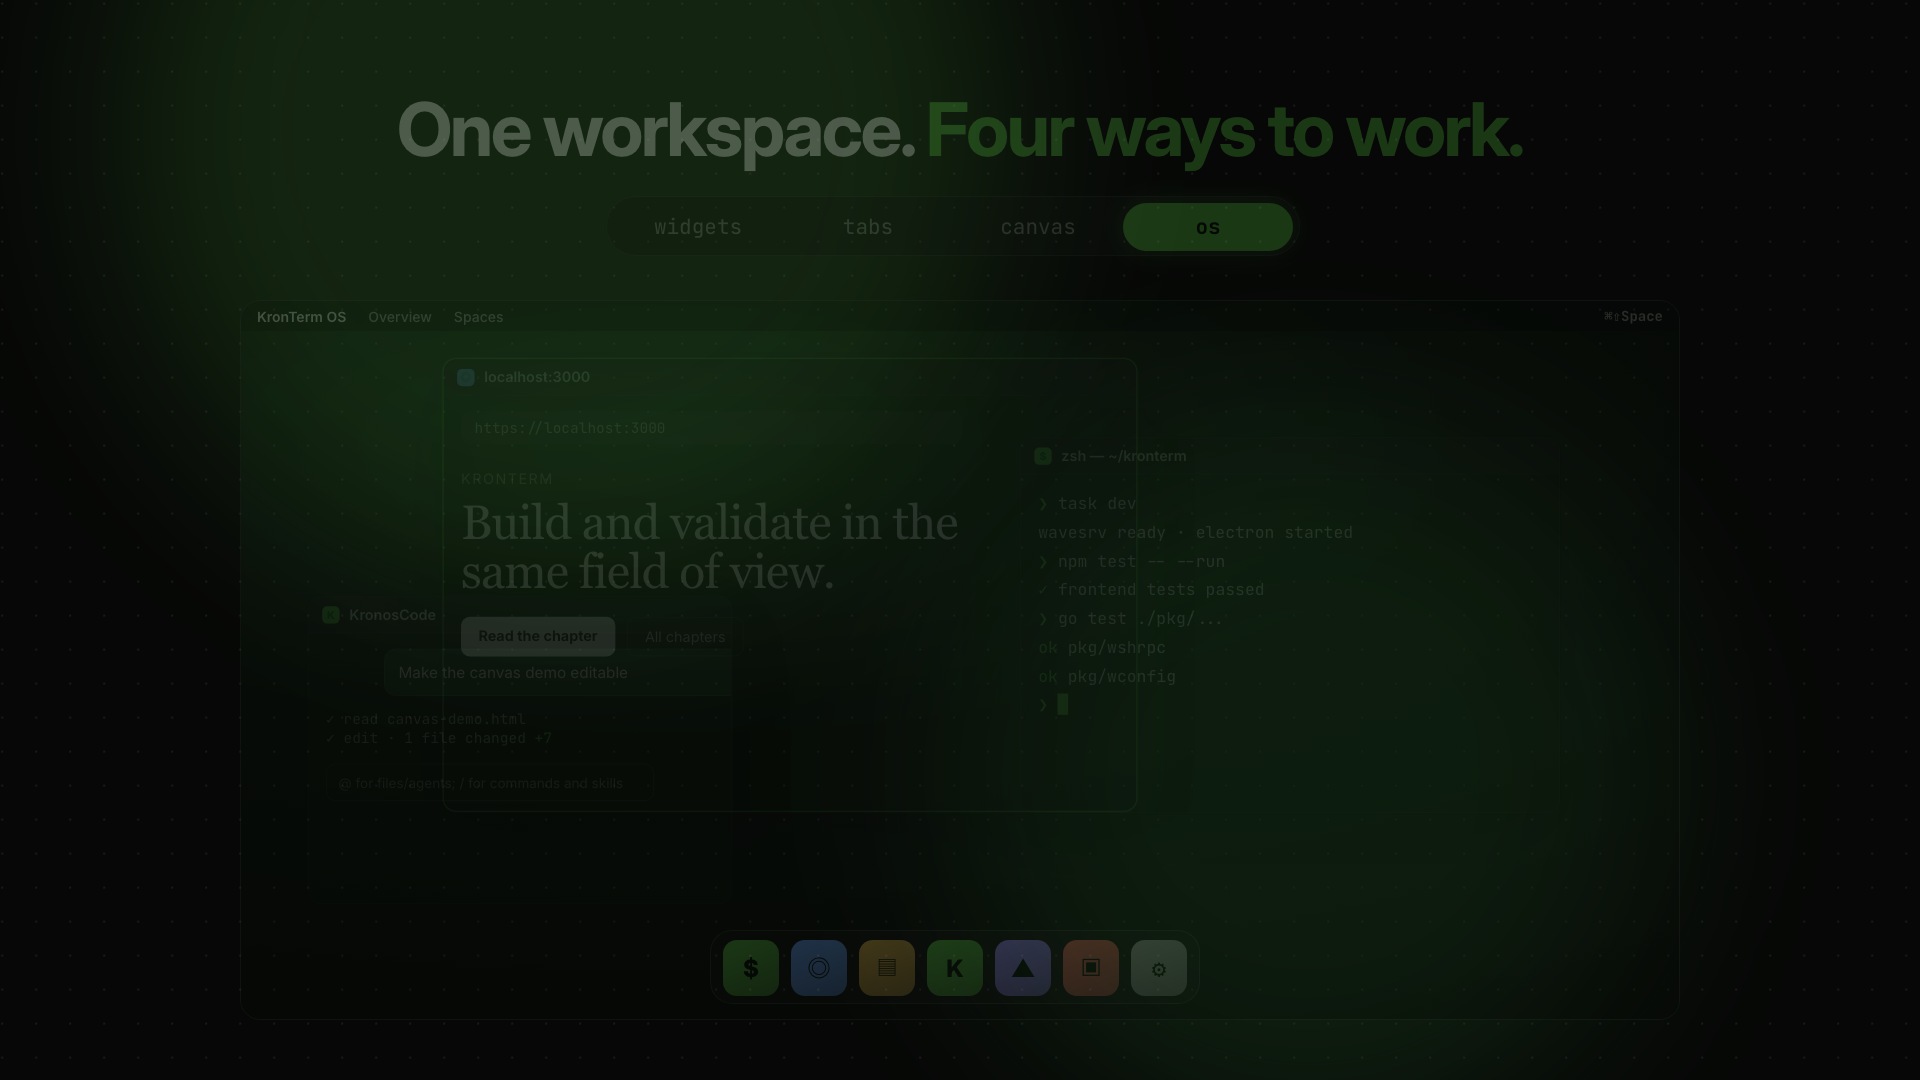 One workspace. Four ways to work.
widgets tabs canvas os
KronTerm OS Overview Spaces ⌘⇧Space
localhost:3000
https://localhost:3000
KRONTERM
Build and validate in the
same field of view.
Read the chapter All chapters
zsh — ~/kronterm
❯ task dev
wavesrv ready · electron started
❯ npm test -- --run
✓ frontend tests passed
❯ go test ./pkg/...
ok pkg/wshrpc
ok pkg/wconfig
❯
K KronosCode
Make the canvas demo editable
✓ read canvas-demo.html
✓ edit · 1 file changed +7
@ for files/agents; / for commands and skills
$ K